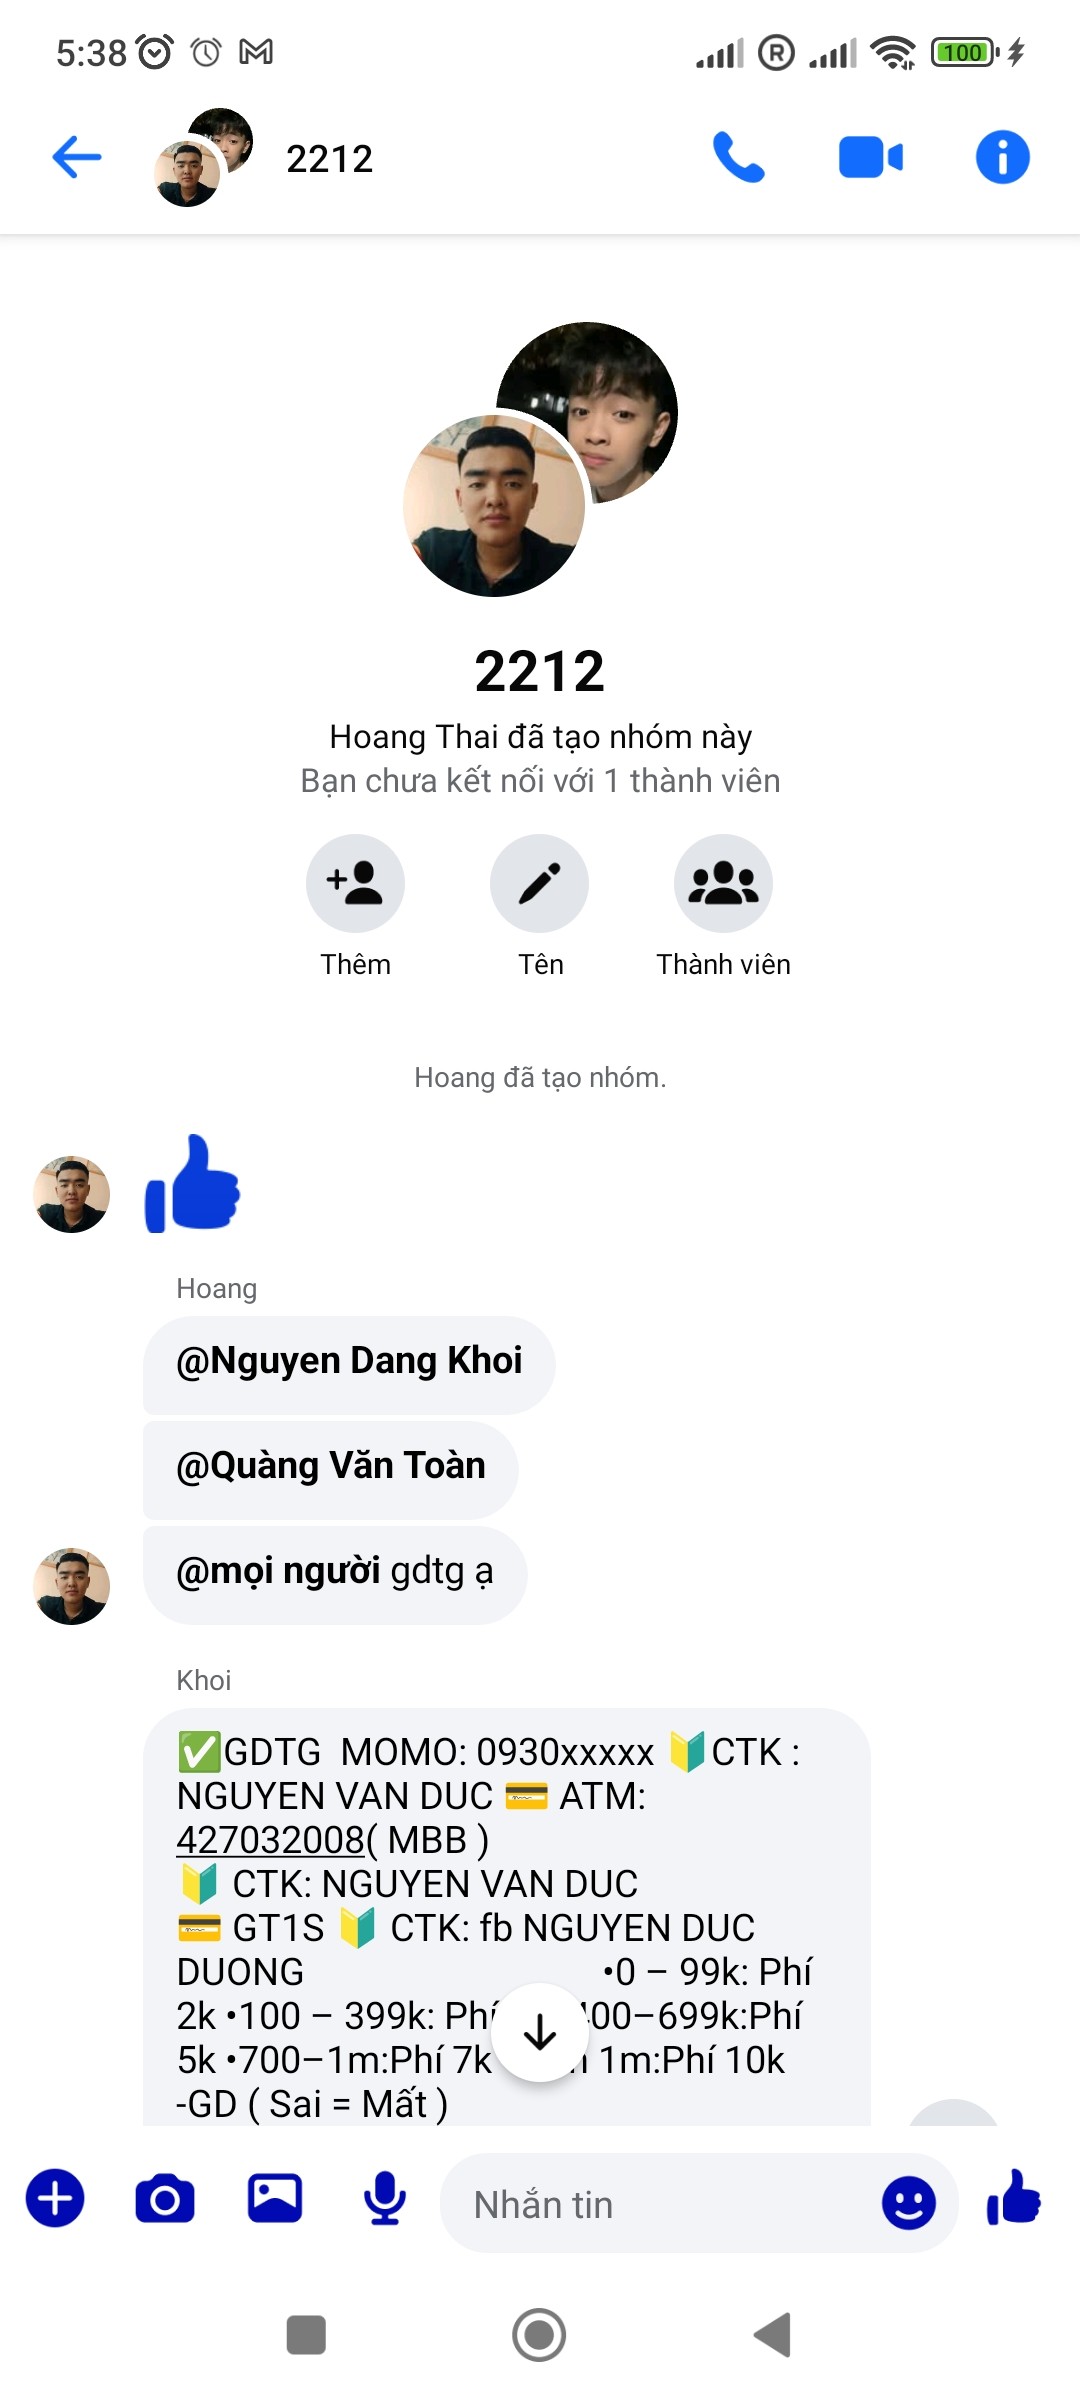 5:38
100
2212
2212
Hoang Thai đã tạo nhóm này
Bạn chưa kết nối với 1 thành viên
Thêm Tên Thành viên
Hoang đã tạo nhóm.
Hoang
@Nguyen Dang Khoi
@Quàng Văn Toàn
@mọi người gdtg ạ
Khoi
✅GDTG MOMO: 0930xxxxx 🔰CTK :
NGUYEN VAN DUC 💳 ATM:
427032008( MBB )
🔰 CTK: NGUYEN VAN DUC
💳 GT1S 🔰 CTK: fb NGUYEN DUC
DUONG •0 – 99k: Phí
2k •100 – 399k: Phí 00–699k:Phí
5k •700–1m:Phí 7k 1m:Phí 10k
-GD ( Sai = Mất )
Nhắn tin